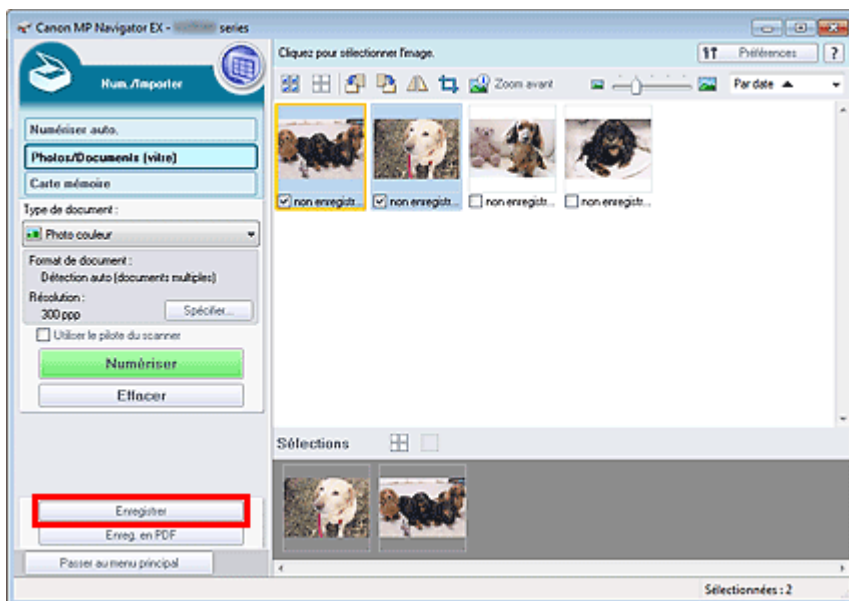 Canon MP Navigator EX - series
Cliquez pour sélectionner l'image.
Préférences
?
Num./Importer
Zoom avant
Par date
Numériser auto.
Photos/Documents (vitre)
Carte mémoire
Type de document :
Photo couleur
Format de document :
Détection auto (documents multiples)
Résolution :
300 ppp
Spécifier...
Utiliser le pilote du scanner
Numériser
Effacer
non enregistr...
non enregistr...
non enregistr...
non enregistr...
Sélections
Enregistrer
Enreg. en PDF
Passer au menu principal
Sélectionnées : 2